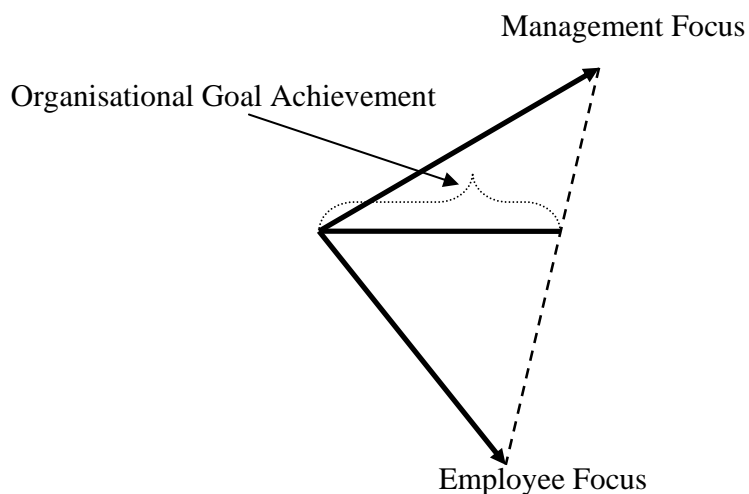 Management Focus
Organisational Goal Achievement
Employee Focus